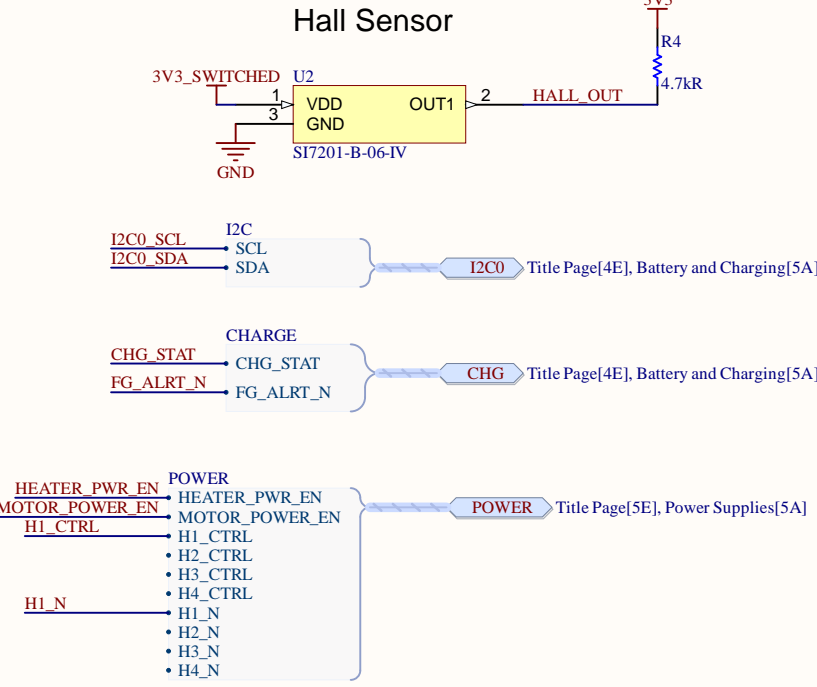 3V3
Hall Sensor
R4
4.7kR
3V3_SWITCHED
U2
1
VDD
OUT1
2
HALL_OUT
3
GND
SI7201-B-06-IV
GND
I2C
I2C0_SCL
SCL
I2C0_SDA
SDA
I2C0
Title Page[4E], Battery and Charging[5A]
CHARGE
CHG_STAT
CHG_STAT
FG_ALRT_N
FG_ALRT_N
CHG
Title Page[4E], Battery and Charging[5A]
POWER
HEATER_PWR_EN
HEATER_PWR_EN
MOTOR_POWER_EN
MOTOR_POWER_EN
H1_CTRL
H1_CTRL
H2_CTRL
H3_CTRL
H4_CTRL
H1_N
H1_N
H2_N
H3_N
H4_N
POWER
Title Page[5E], Power Supplies[5A]